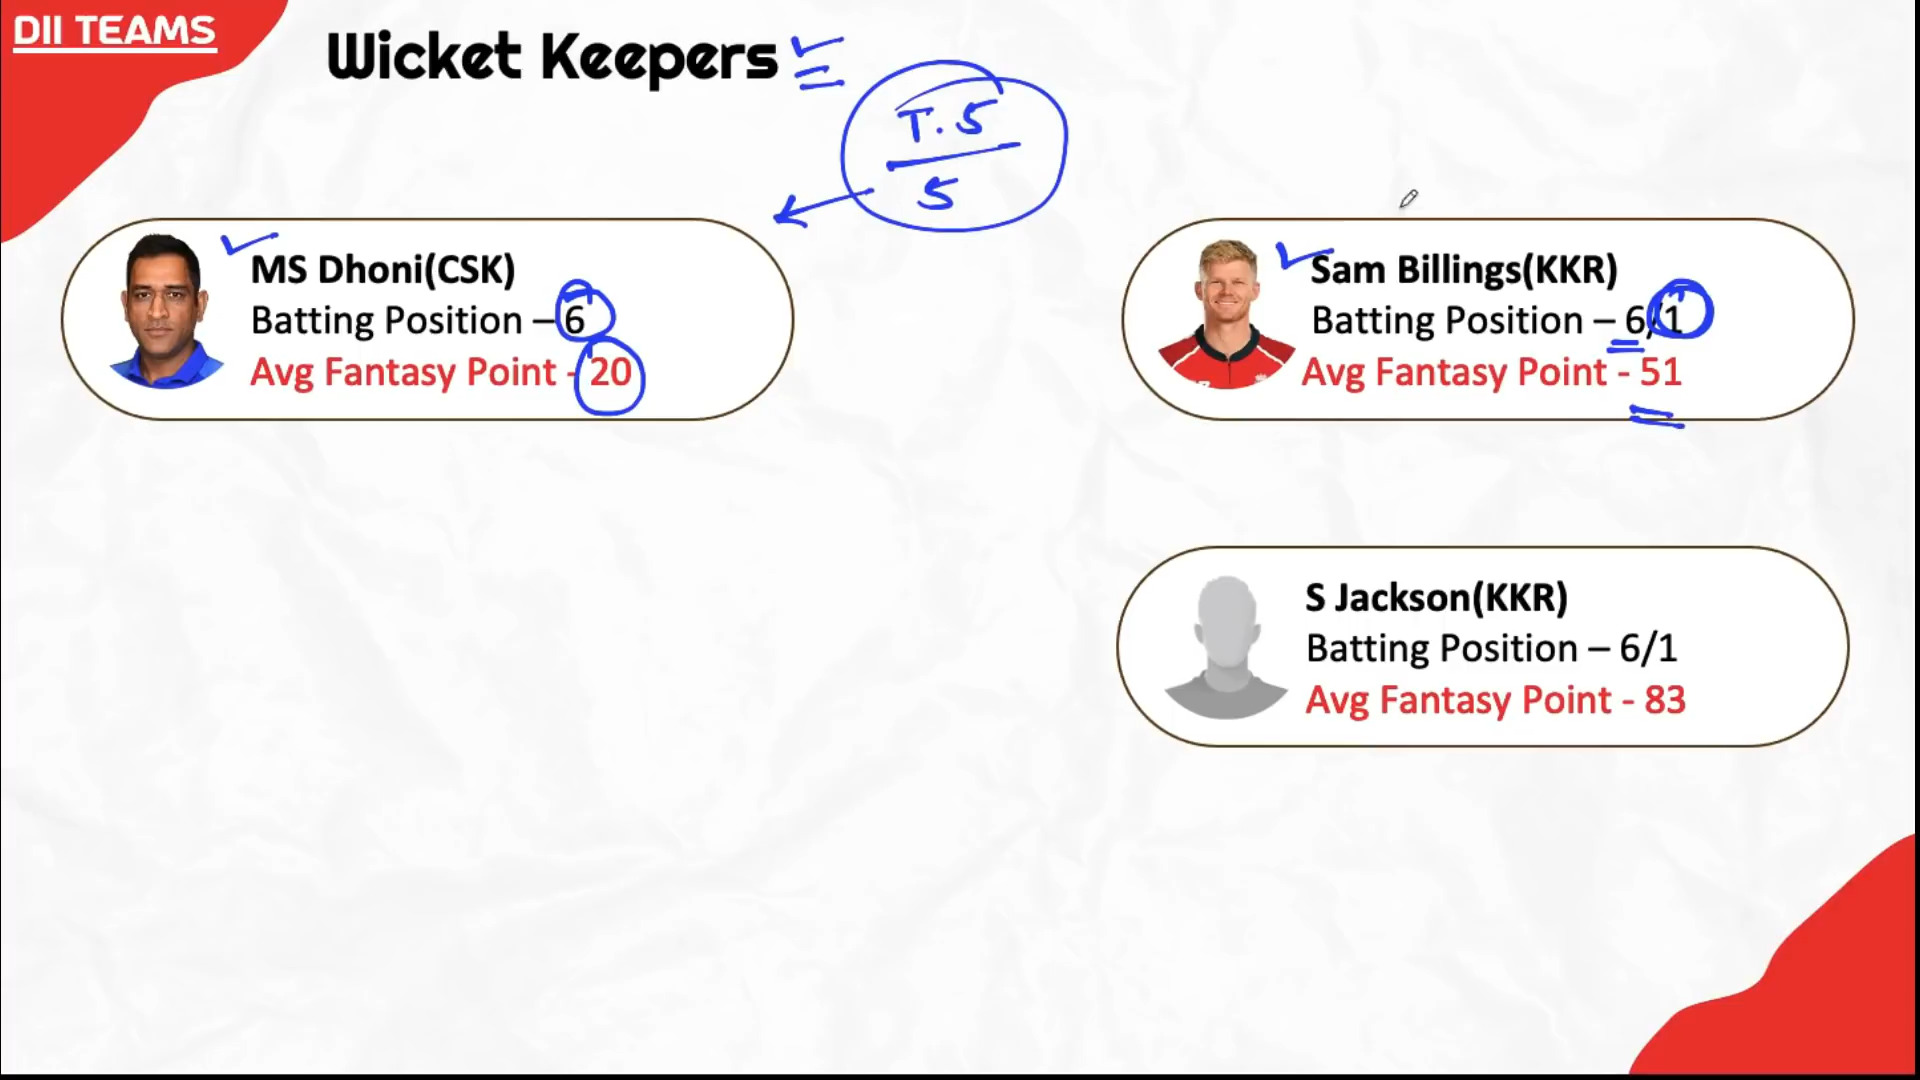 DII TEAMS
Wicket Keepers
T.5
5
MS Dhoni(CSK)
Batting Position – 6
Avg Fantasy Point - 20
Sam Billings(KKR)
Batting Position – 6/1
Avg Fantasy Point - 51
S Jackson(KKR)
Batting Position – 6/1
Avg Fantasy Point - 83